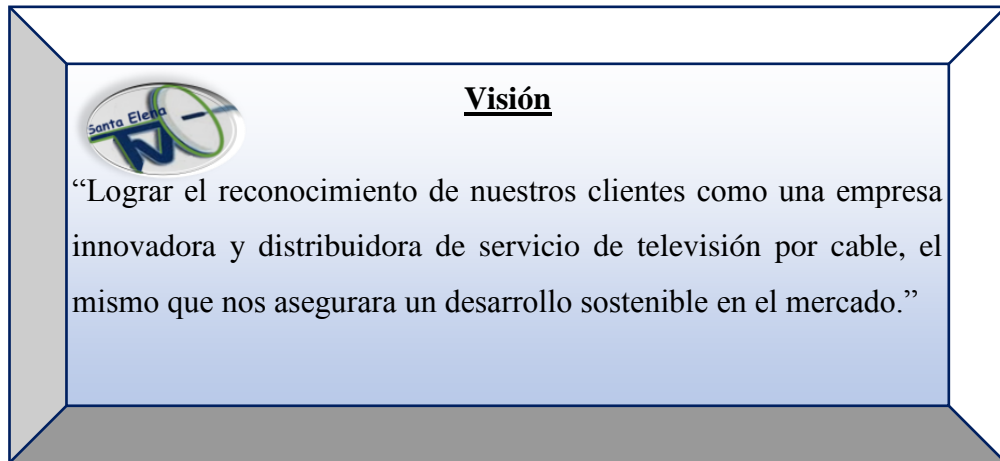 Visión
Santa Elena
TV
“Lograr el reconocimiento de nuestros clientes como una empresa
innovadora y distribuidora de servicio de televisión por cable, el
mismo que nos asegurara un desarrollo sostenible en el mercado.”